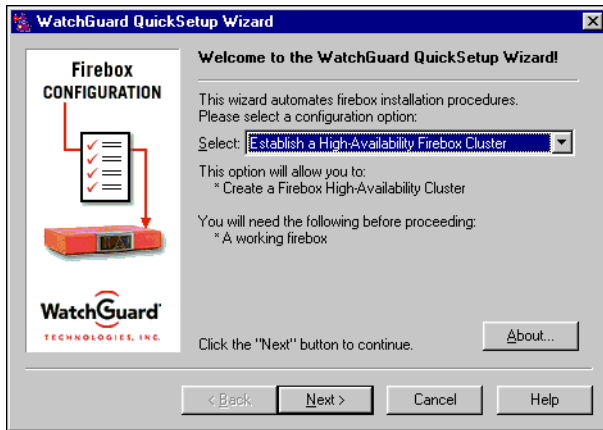 WatchGuard QuickSetup Wizard
Firebox
CONFIGURATION
WatchGuard
TECHNOLOGIES, INC.
Welcome to the WatchGuard QuickSetup Wizard!
This wizard automates firebox installation procedures.
Please select a configuration option:
Select: Establish a High-Availability Firebox Cluster
This option will allow you to:
* Create a Firebox High-Availability Cluster
You will need the following before proceeding:
* A working firebox
Click the "Next" button to continue.
About...
< Back
Next >
Cancel
Help